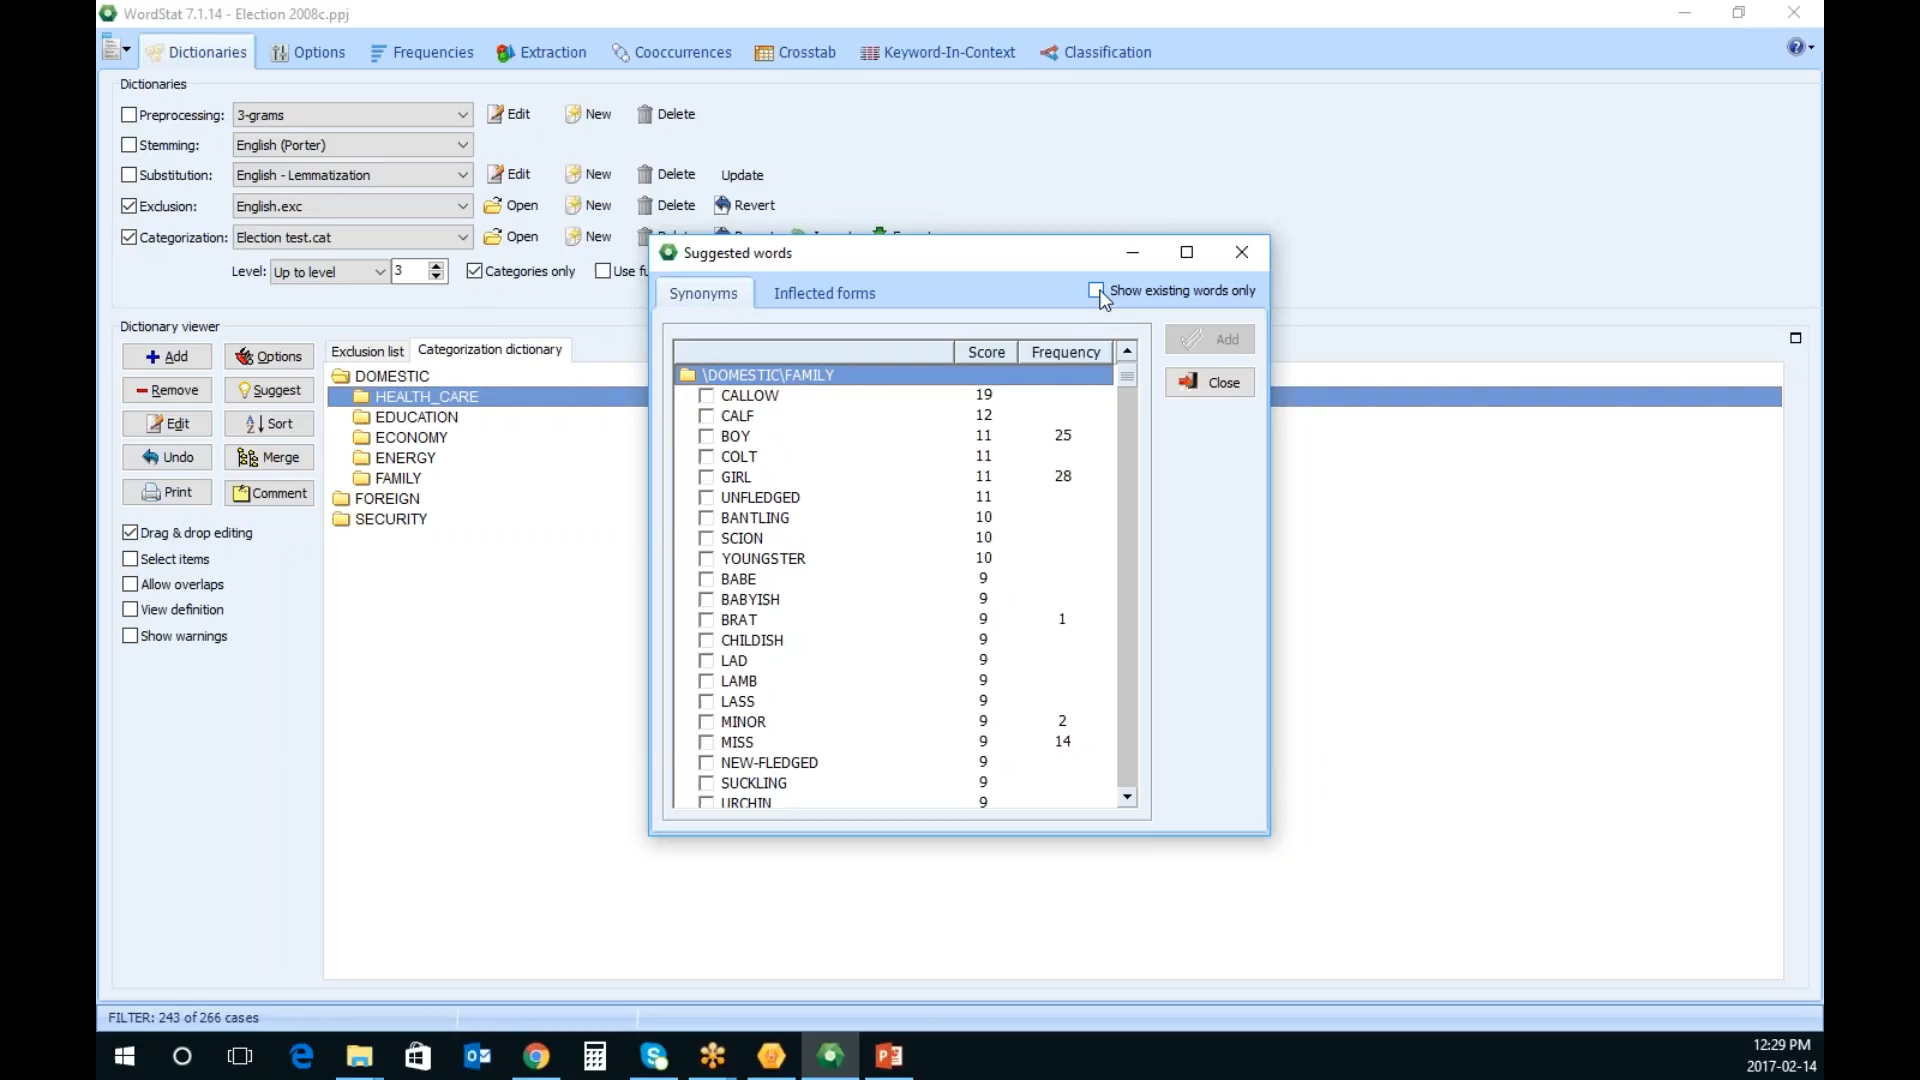 WordStat 7.1.14 - Election 2008c.ppj
Dictionaries Options Frequencies Extraction Cooccurrences Crosstab Keyword-In-Context Classification
Dictionaries
Preprocessing: 3-grams Edit New Delete
Stemming: English (Porter)
Substitution: English - Lemmatization Edit New Delete Update
Exclusion: English.exc Open New Delete Revert
Categorization: Election test.cat Open New
Level: Up to level 3 Categories only Use
Suggested words
Synonyms Inflected forms Show existing words only
Score Frequency
\DOMESTIC\FAMILY
CALLOW 19
CALF 12
BOY 11 25
COLT 11
GIRL 11 28
UNFLEDGED 11
BANTLING 10
SCION 10
YOUNGSTER 10
BABE 9
BABYISH 9
BRAT 9 1
CHILDISH 9
LAD 9
LAMB 9
LASS 9
MINOR 9 2
MISS 9 14
NEW-FLEDGED 9
SUCKLING 9
URCHIN 9
Add
Close
Dictionary viewer
Add Options
Remove Suggest
Edit Sort
Undo Merge
Print Comment
Drag & drop editing
Select items
Allow overlaps
View definition
Show warnings
Exclusion list Categorization dictionary
DOMESTIC
HEALTH_CARE
EDUCATION
ECONOMY
ENERGY
FAMILY
FOREIGN
SECURITY
FILTER: 243 of 266 cases
12:29 PM
2017-02-14